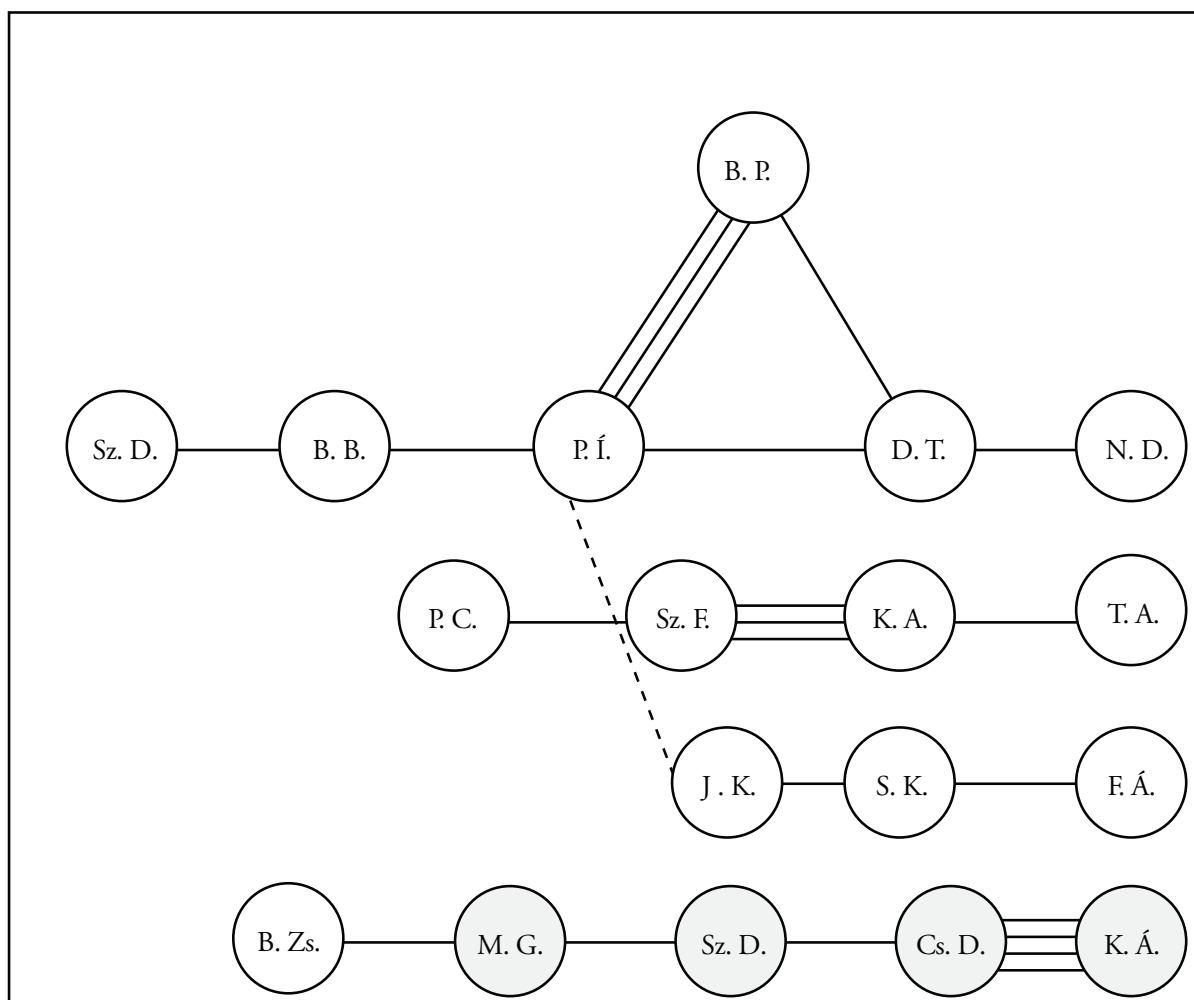 B. P.
Sz. D. B. B. P. Í. D. T. N. D.
P. C. Sz. F. K. A. T. A.
J . K. S. K. F. Á.
B. Zs. M. G. Sz. D. Cs. D. K. Á.